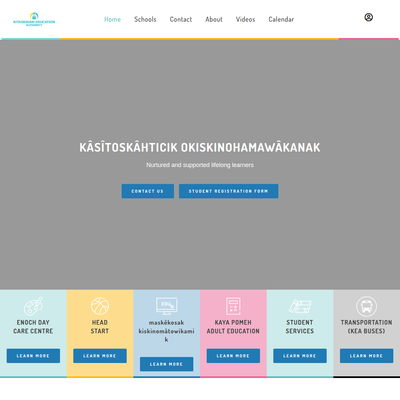 KITASKINAW EDUCATION
AUTHORITY
Home Schools Contact About Videos Calendar
KÂSÎTOSKÂHTICIK OKISKINOHAMAWÂKANAK
Nurtured and supported lifelong learners
CONTACT US STUDENT REGISTRATION FORM
ENOCH DAY
CARE CENTRE
LEARN MORE
HEAD
START
LEARN MORE
maskêkosak
kiskinomâtowikami
k
LEARN MORE
KAYA POMEH
ADULT EDUCATION
LEARN MORE
STUDENT
SERVICES
LEARN MORE
TRANSPORTATION
(KEA BUSES)
LEARN MORE